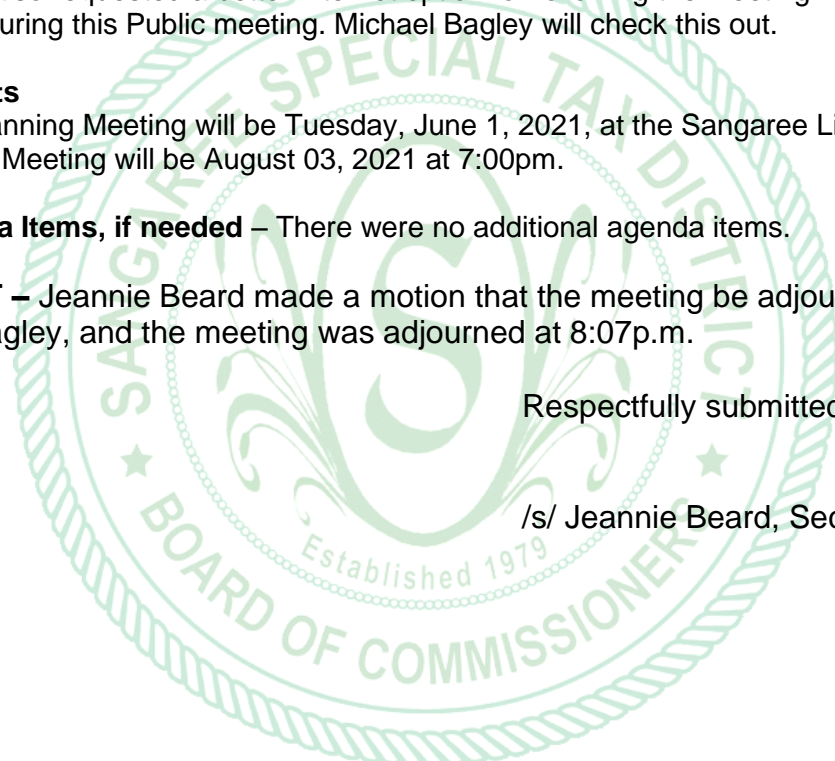 uring this Public meeting. Michael Bagley will check this out.
ts
anning Meeting will be Tuesday, June 1, 2021, at the Sangaree Li
Meeting will be August 03, 2021 at 7:00pm.
a Items, if needed – There were no additional agenda items.
– Jeannie Beard made a motion that the meeting be adjou
agley, and the meeting was adjourned at 8:07p.m.
Respectfully submitted
/s/ Jeannie Beard, Sec
SANGAREE SPECIAL TAX DISTRICT
S
Established 1979
★ BOARD OF COMMISSIONERS ★